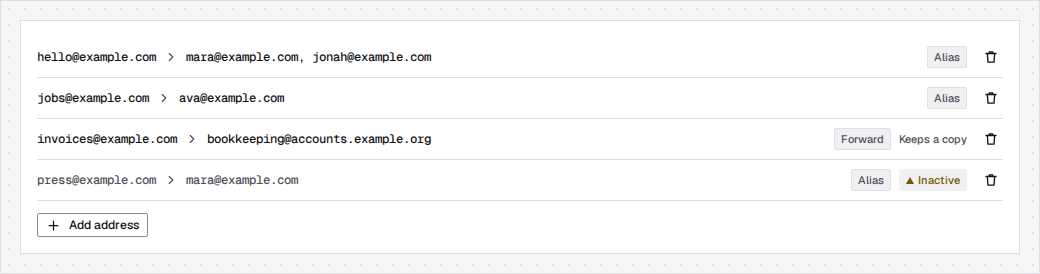 hello@example.com > mara@example.com, jonah@example.com Alias
jobs@example.com > ava@example.com Alias
invoices@example.com > bookkeeping@accounts.example.org Forward Keeps a copy
press@example.com > mara@example.com Alias Inactive
Add address